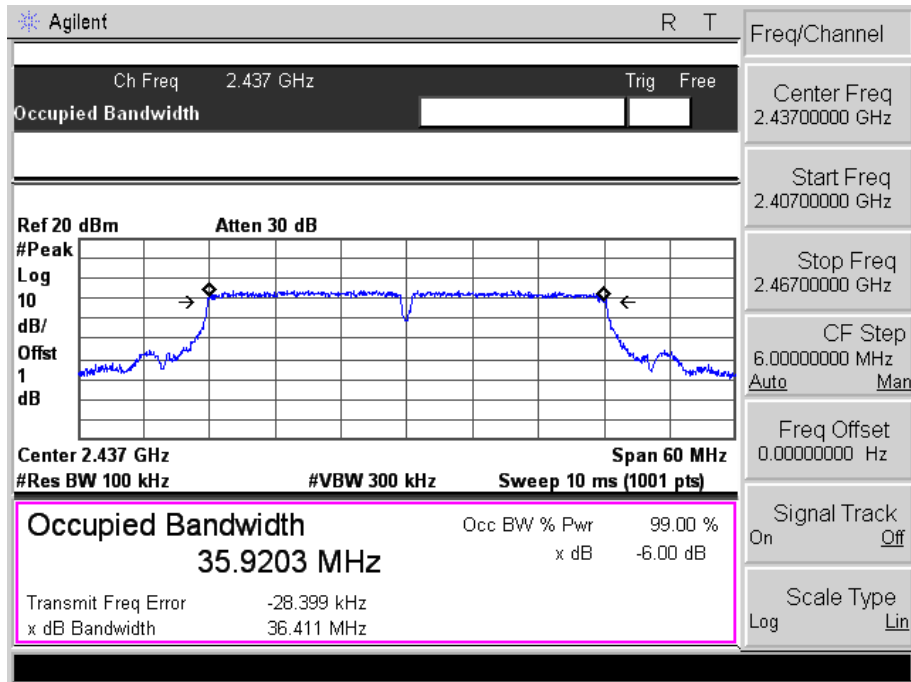 Agilent R T
Ch Freq 2.437 GHz Trig Free
Occupied Bandwidth
Ref 20 dBm Atten 30 dB
#Peak
Log
10
dB/
Offst
1
dB
Center 2.437 GHz Span 60 MHz
#Res BW 100 kHz #VBW 300 kHz Sweep 10 ms (1001 pts)
Occupied Bandwidth
35.9203 MHz
Occ BW % Pwr 99.00 %
x dB -6.00 dB
Transmit Freq Error -28.399 kHz
x dB Bandwidth 36.411 MHz
Freq/Channel
Center Freq
2.43700000 GHz
Start Freq
2.40700000 GHz
Stop Freq
2.46700000 GHz
CF Step
6.00000000 MHz
Auto Man
Freq Offset
0.00000000 Hz
Signal Track
On Off
Scale Type
Log Lin